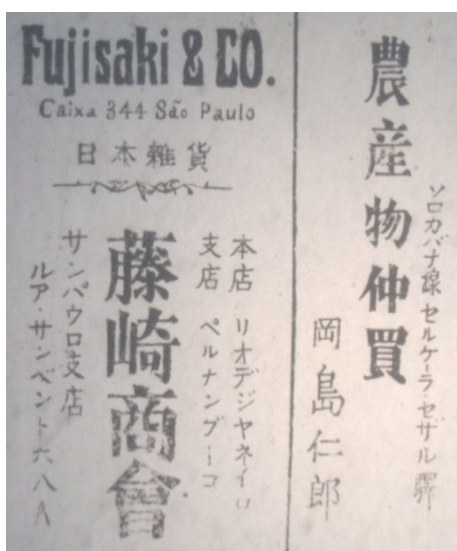 ソロカバナ線セルケーラ・セザル驛
農産物仲買
岡島仁郎
Fujisaki & CO.
Caixa 344 São Paulo
日本雜貨
本店 リオデジヤネイロ
支店 ペルナンブーコ
藤崎商會
サンパウロ支店
ルア・サンベント六八A